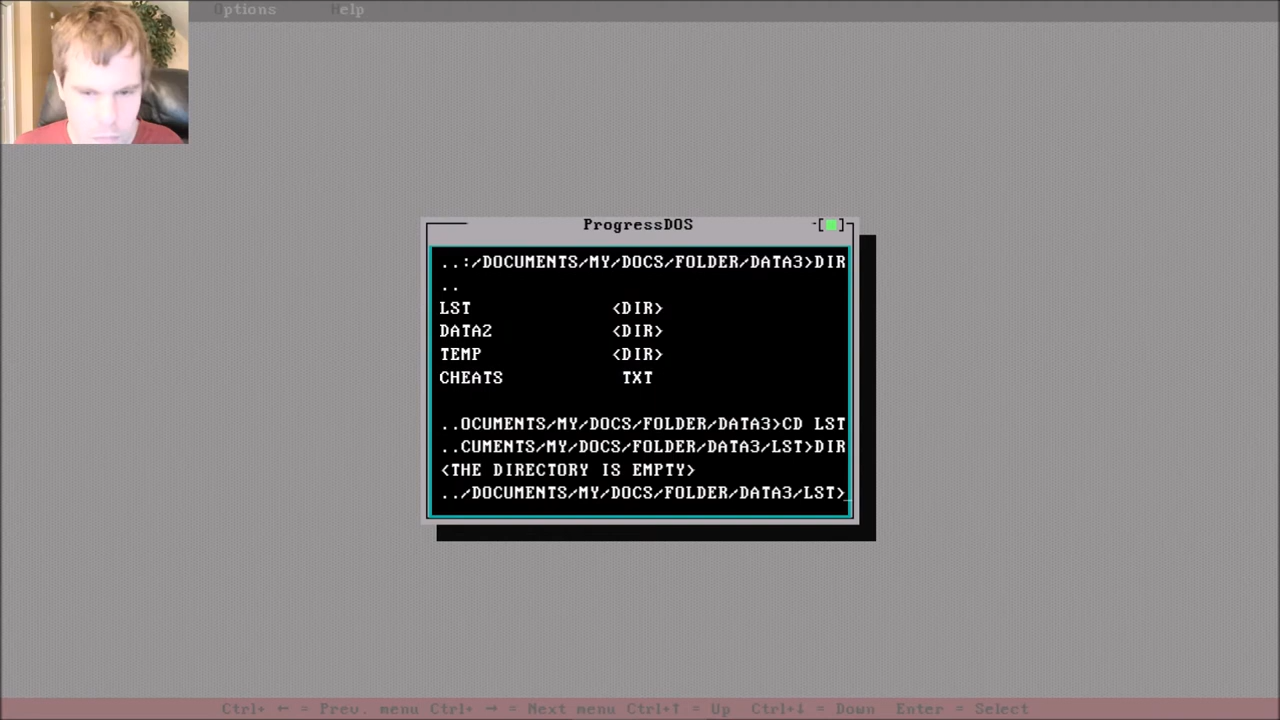 Options Help
ProgressDOS
..:/DOCUMENTS/MY/DOCS/FOLDER/DATA3>DIR
..
LST <DIR>
DATA2 <DIR>
TEMP <DIR>
CHEATS TXT
..OCUMENTS/MY/DOCS/FOLDER/DATA3>CD LST
..CUMENTS/MY/DOCS/FOLDER/DATA3/LST>DIR
<THE DIRECTORY IS EMPTY>
../DOCUMENTS/MY/DOCS/FOLDER/DATA3/LST>_
Ctrl+ ← = Prev. menu Ctrl+ → = Next menu Ctrl+↑ = Up Ctrl+↓ = Down Enter = Select